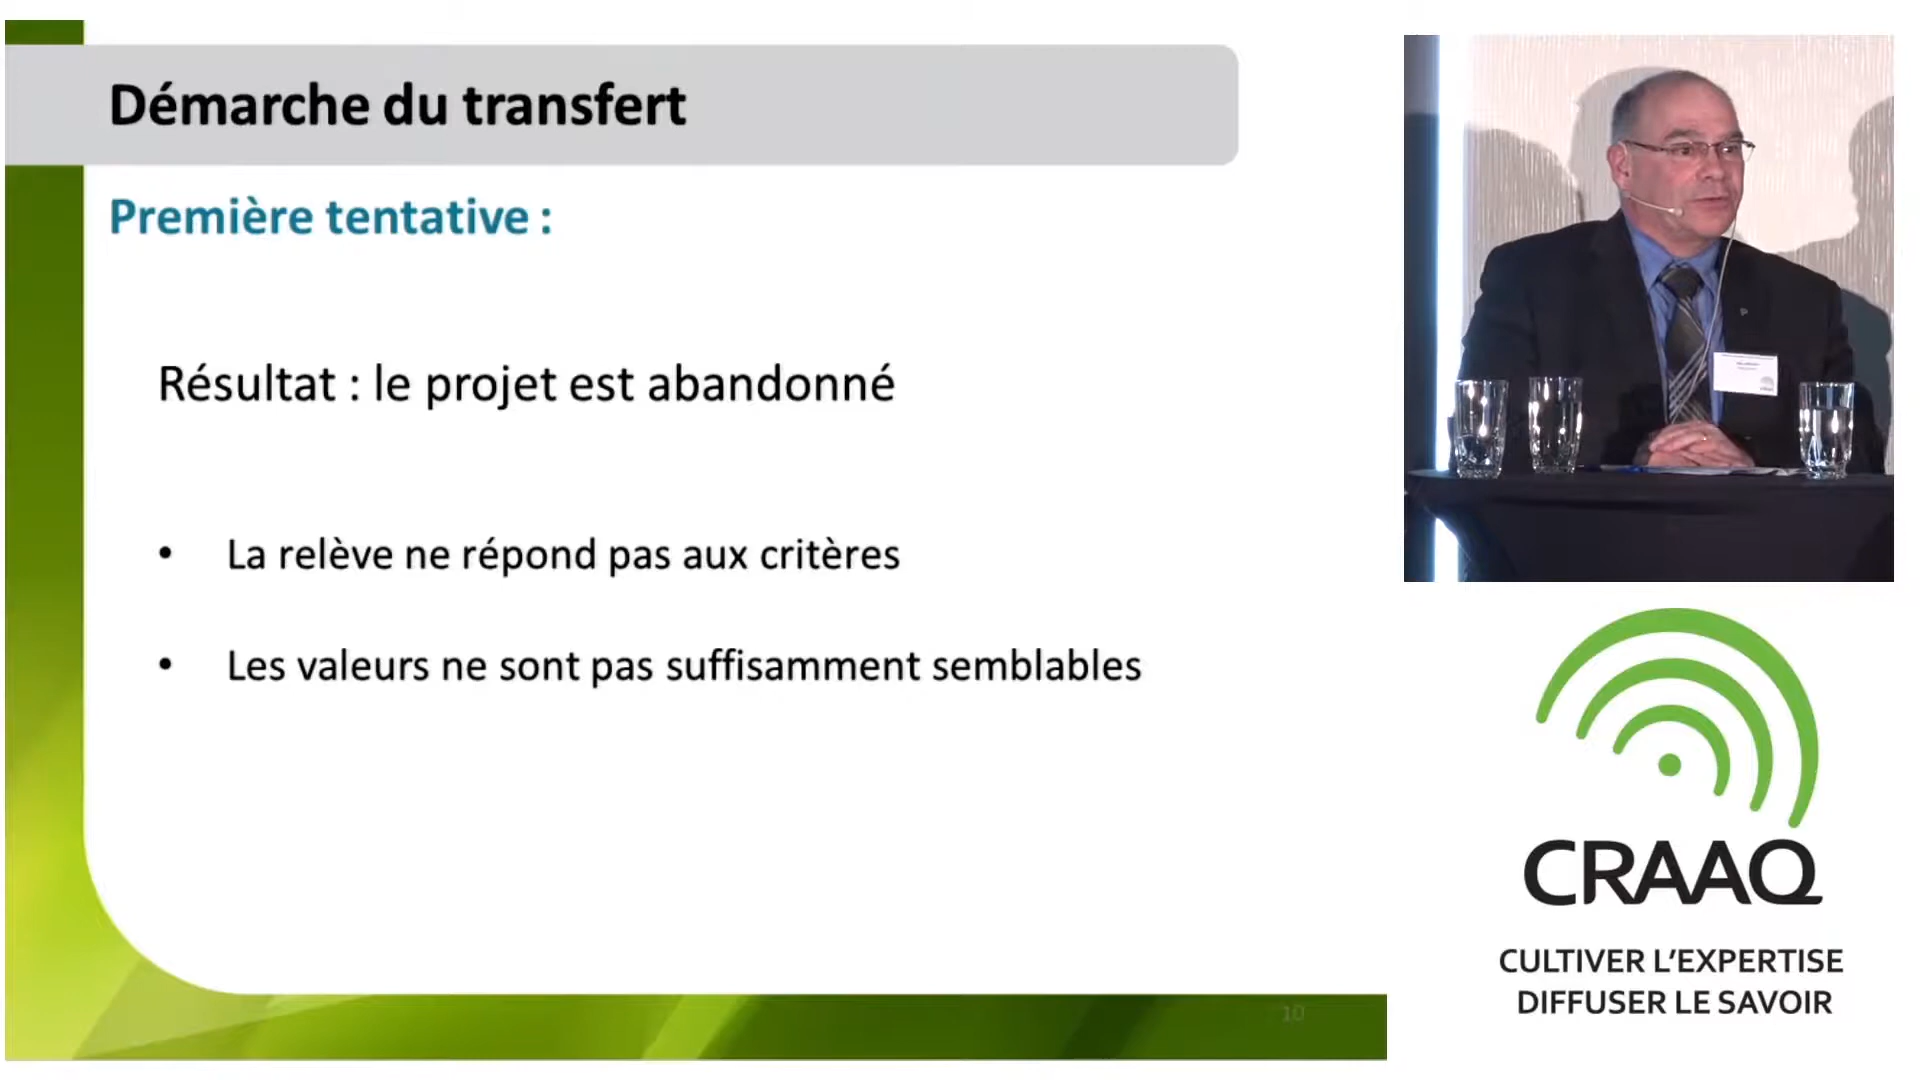 Démarche du transfert
Première tentative :
Résultat : le projet est abandonné
• La relève ne répond pas aux critères
• Les valeurs ne sont pas suffisamment semblables
10
CRAAQ
CULTIVER L'EXPERTISE
DIFFUSER LE SAVOIR